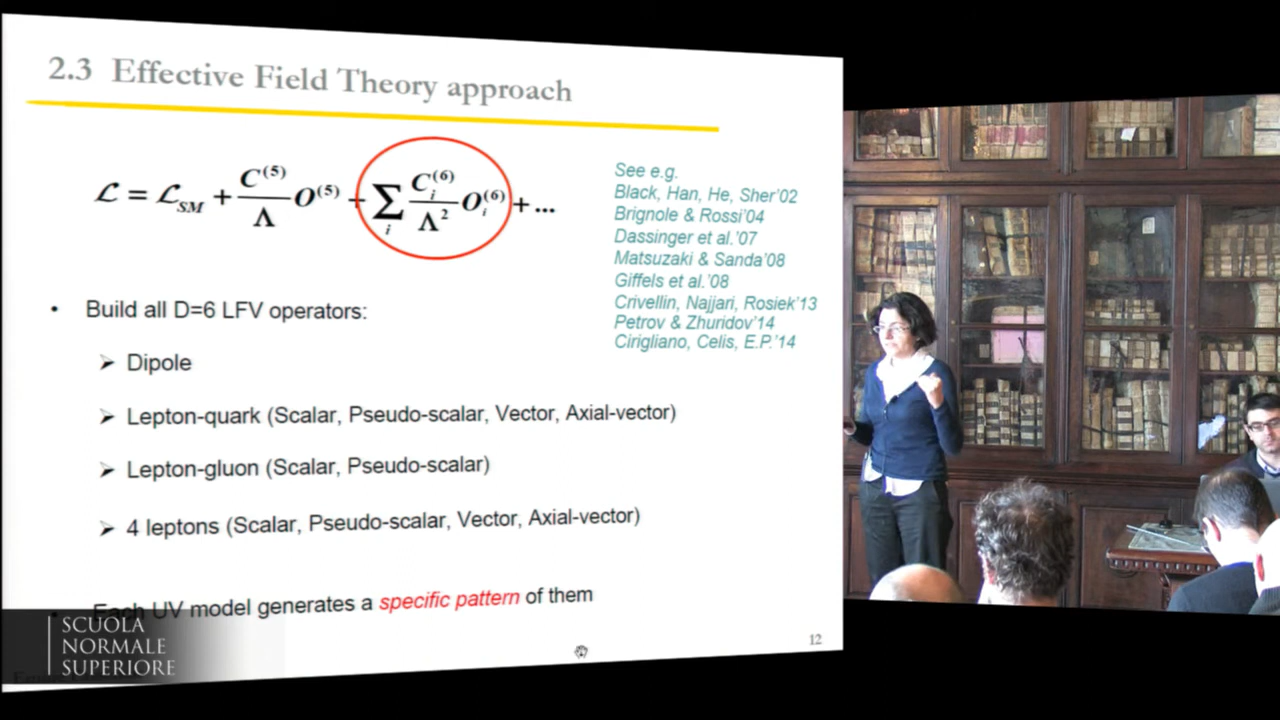 2.3 Effective Field Theory approach
ℒ = ℒ_SM + C^(5)/Λ O^(5) + ∑_i C_i^(6)/Λ^2 O_i^(6) + ...
See e.g.
Black, Han, He, Sher'02
Brignole & Rossi'04
Dassinger et al.'07
Matsuzaki & Sanda'08
Giffels et al.'08
Crivellin, Najjari, Rosiek'13
Petrov & Zhuridov'14
Cirigliano, Celis, E.P.'14
• Build all D=6 LFV operators:
➢ Dipole
➢ Lepton-quark (Scalar, Pseudo-scalar, Vector, Axial-vector)
➢ Lepton-gluon (Scalar, Pseudo-scalar)
➢ 4 leptons (Scalar, Pseudo-scalar, Vector, Axial-vector)
• Each UV model generates a specific pattern of them
12
SCUOLA
NORMALE
SUPERIORE